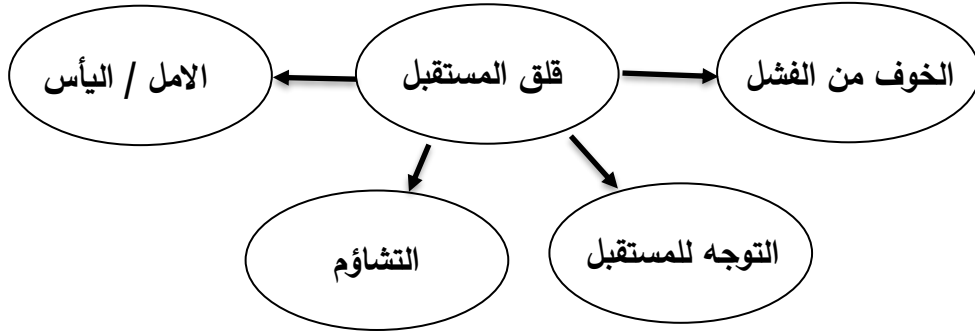 الخوف من الفشل
قلق المستقبل
الامل / اليأس
التوجه للمستقبل
التشاؤم